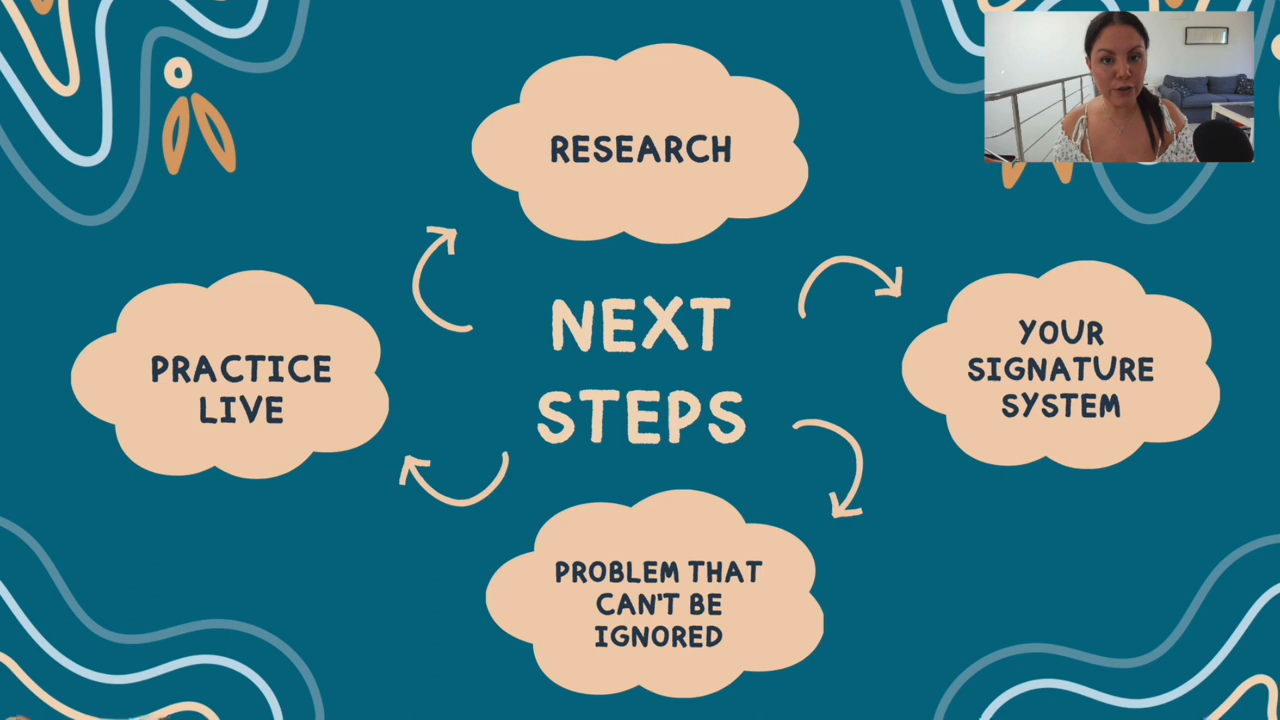 RESEARCH
NEXT
STEPS
YOUR
SIGNATURE
SYSTEM
PROBLEM THAT
CAN'T BE
IGNORED
PRACTICE
LIVE